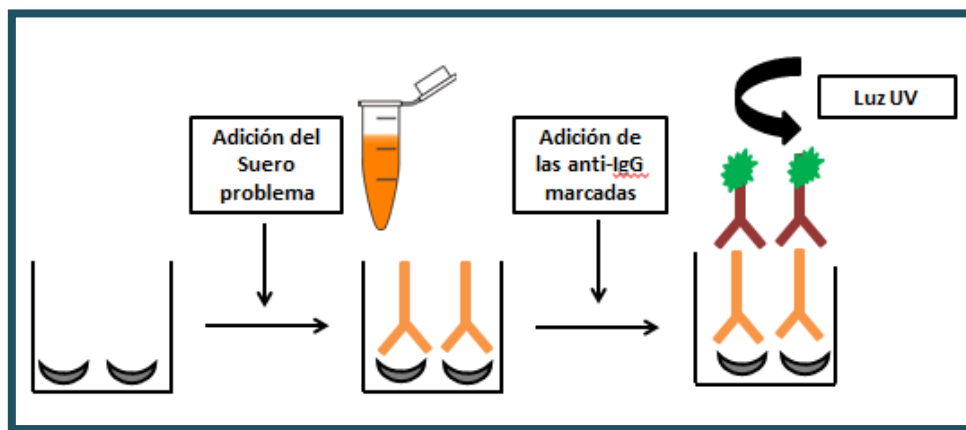 Adición del
Suero
problema
Adición de
las anti-IgG
marcadas
Luz UV